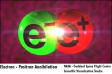 e⁻ e⁺
Electron - Positron Annihilation
NASA - Goddard Space Flight Center
Scientific Visualization Studio